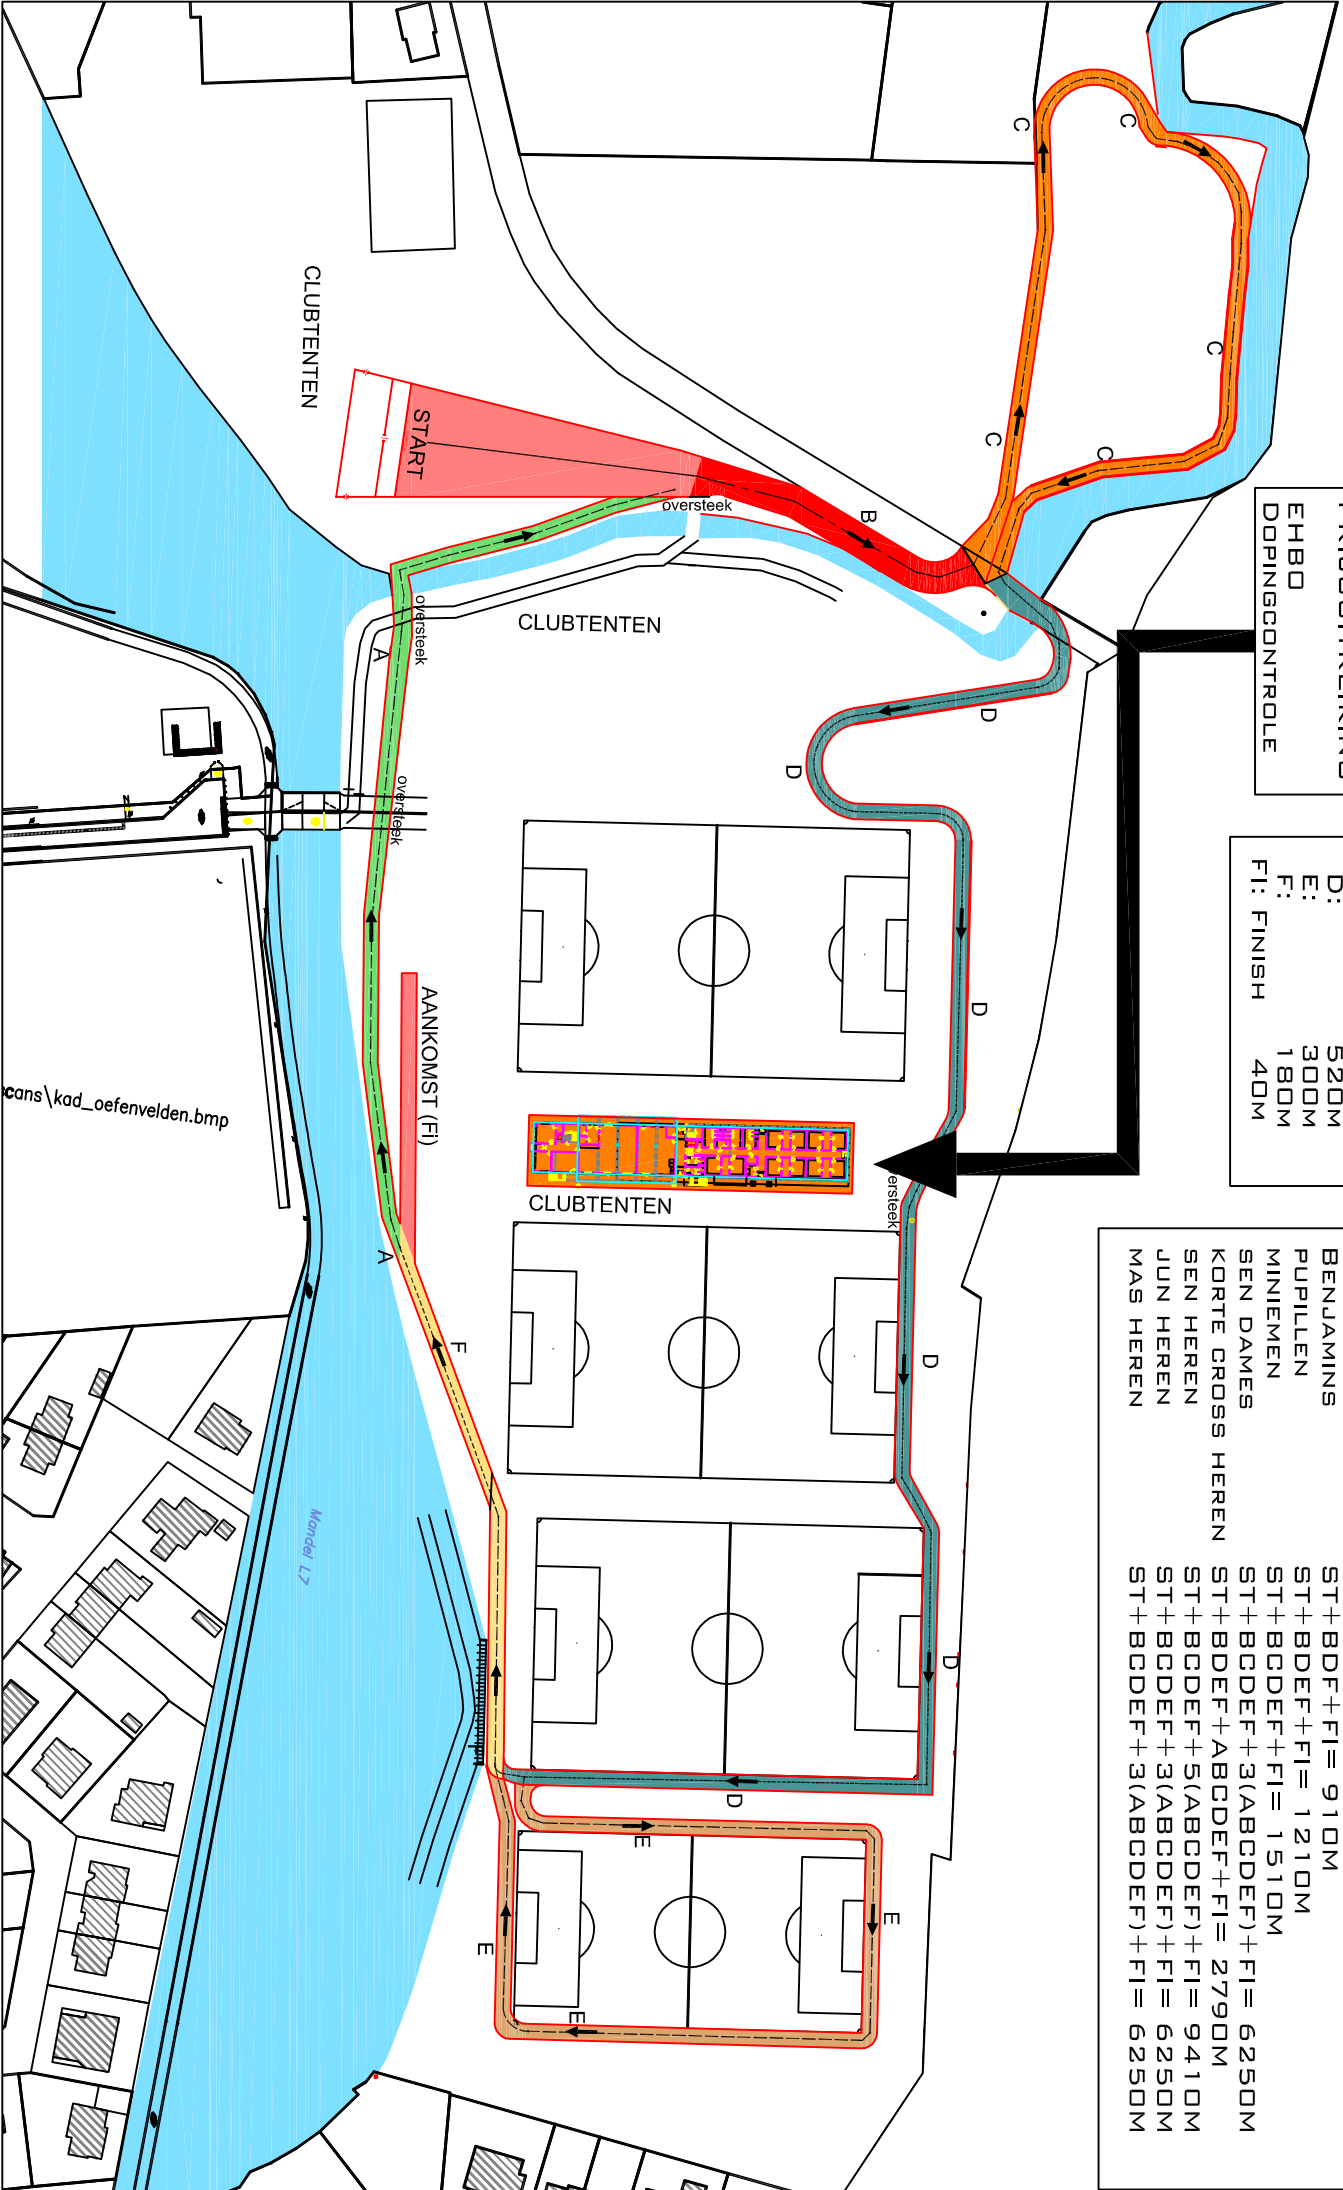 EHBO
DOPINGCONTROLE
D: 520M
E: 300M
F: 180M
FI: FINISH 40M
BENJAMINS ST+BDF+FI= 910M
PUPILLEN ST+BDEF+FI= 1210M
MINIEMEN ST+BCDEF+FI= 1510M
SEN DAMES ST+BCDEF+3(ABCDEF)+FI= 6250M
KORTE CROSS HEREN ST+BDEF+ABCDEF+FI= 2790M
SEN HEREN ST+BCDEF+5(ABCDEF)+FI= 9410M
JUN HEREN ST+BCDEF+3(ABCDEF)+FI= 6250M
MAS HEREN ST+BCDEF+3(ABCDEF)+FI= 6250M
C
C
C
C
C
B
oversteek
START
CLUBTENTEN
CLUBTENTEN
oversteek
A
oversteek
D
D
D
AANKOMST (Fi)
CLUBTENTEN
ersteek
A
F
D
D
D
E
E
E
E
F
Mandel L7
cans\kad_oefenvelden.bmp